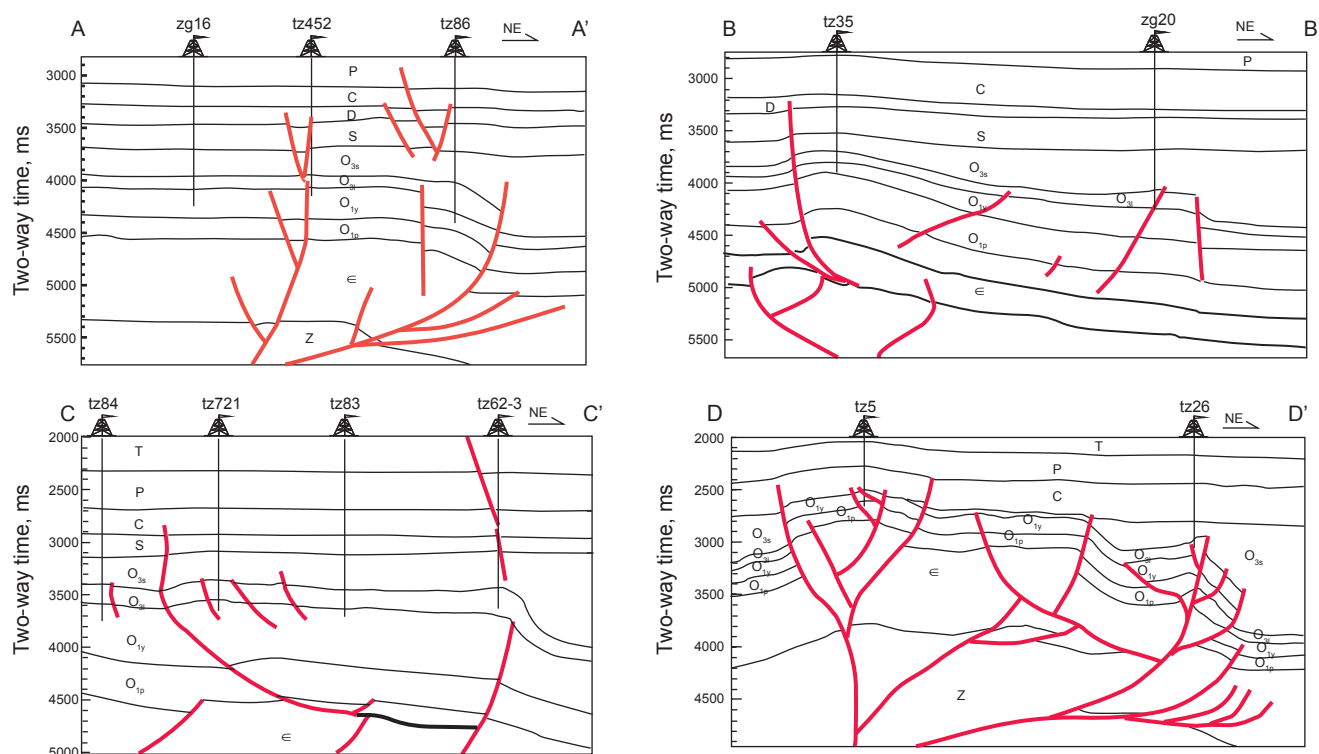 A zg16 tz452 tz86 NE A'
Two-way time, ms
3000
3500
4000
4500
5000
5500
P
C
D
S
O3s
O3l
O1y
O1p
∈
Z
B tz35 zg20 NE B
Two-way time, ms
3000
3500
4000
4500
5000
5500
P
C
D
S
O3s
O1y
O3l
O1p
∈
C tz84 tz721 tz83 tz62-3 NE C'
Two-way time, ms
2000
2500
3000
3500
4000
4500
5000
T
P
C
S
O3s
O3l
O1y
O1p
∈
D tz5 tz26 NE D'
Two-way time, ms
2000
2500
3000
3500
4000
4500
T
P
C
O1y
O1p
O1y
O1p
O3s
O3l
O1y
O1p
∈
O3l
O1y
O1p
O3s
O3l
O1y
O1p
Z